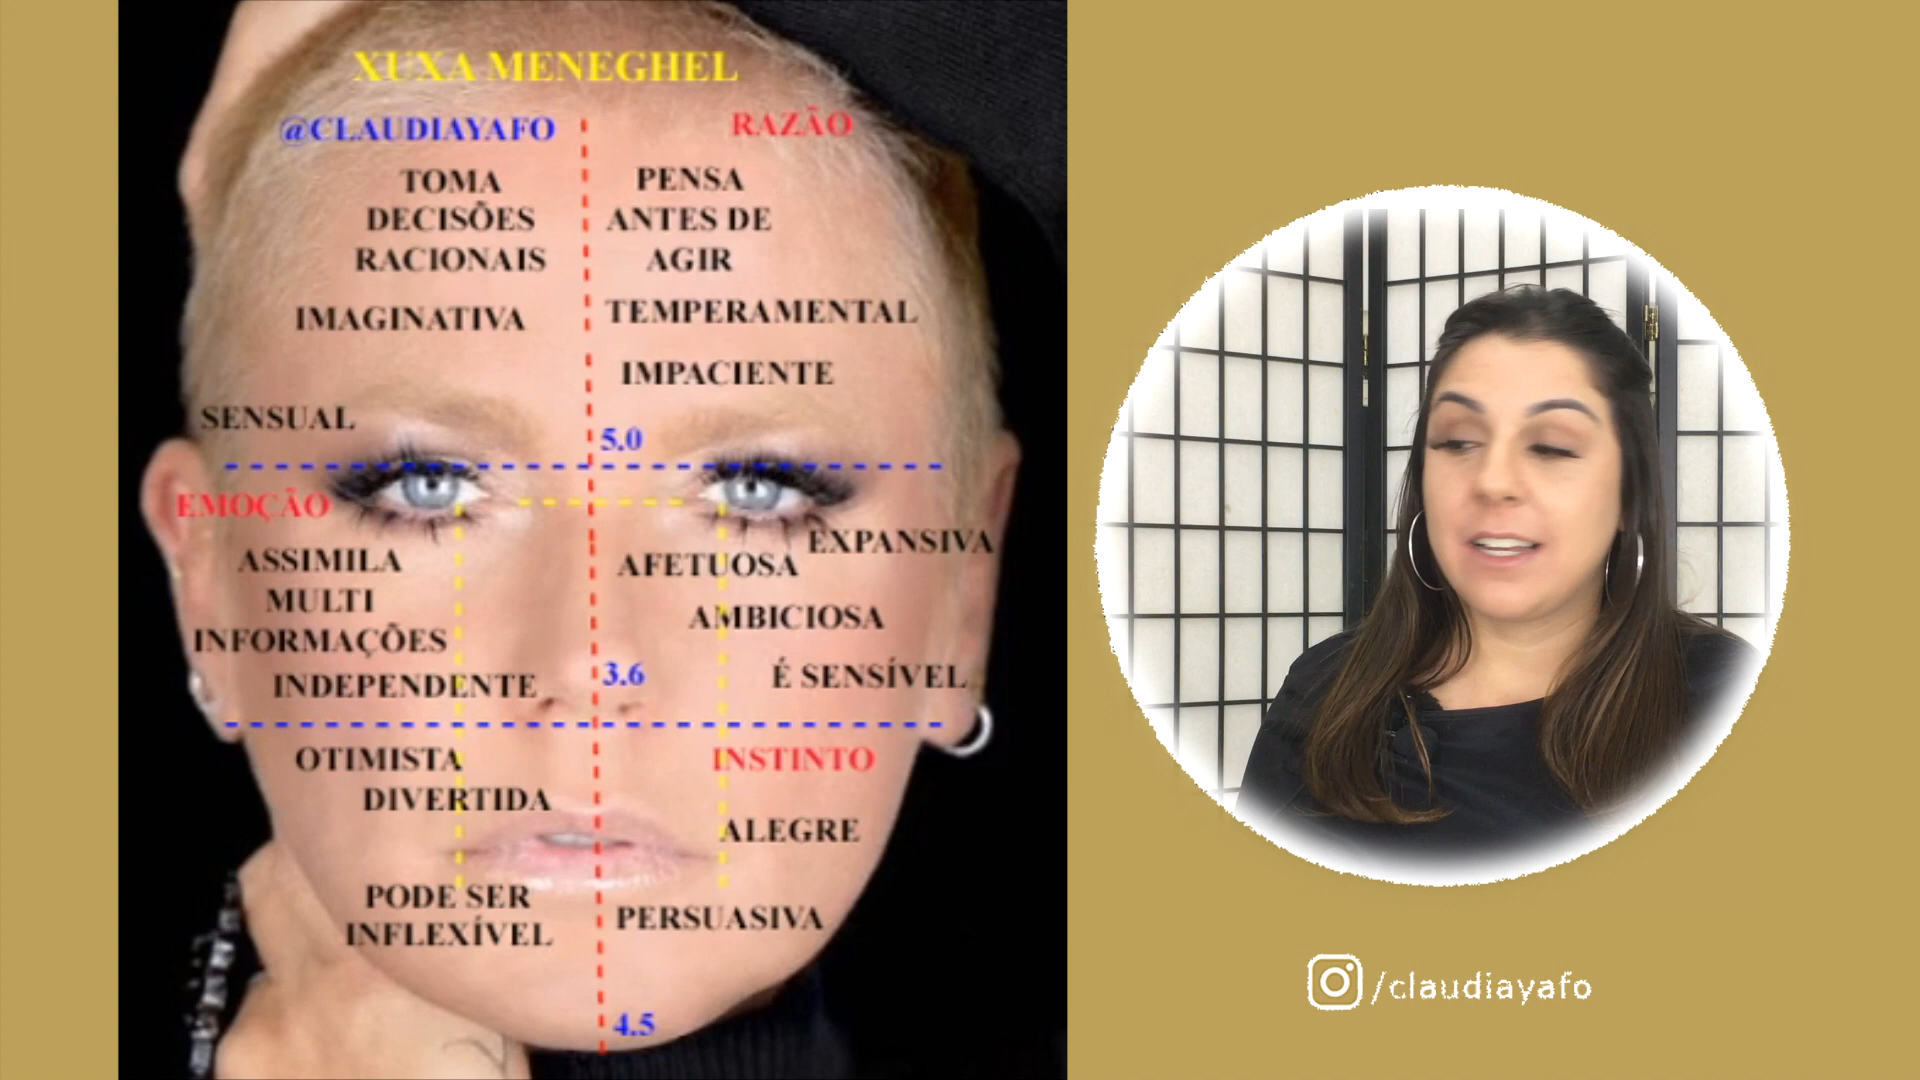 XUXA MENEGHEL
@CLAUDIAYAFO
RAZÃO
TOMA
DECISÕES
RACIONAIS
PENSA
ANTES DE
AGIR
IMAGINATIVA
TEMPERAMENTAL
IMPACIENTE
SENSUAL
5.0
EMOÇÃO
EXPANSIVA
ASSIMILA
MULTI
INFORMAÇÕES
AFETUOSA
AMBICIOSA
INDEPENDENTE
3.6
É SENSÍVEL
OTIMISTA
INSTINTO
DIVERTIDA
ALEGRE
PODE SER
INFLEXÍVEL
PERSUASIVA
4.5
/claudiayafo